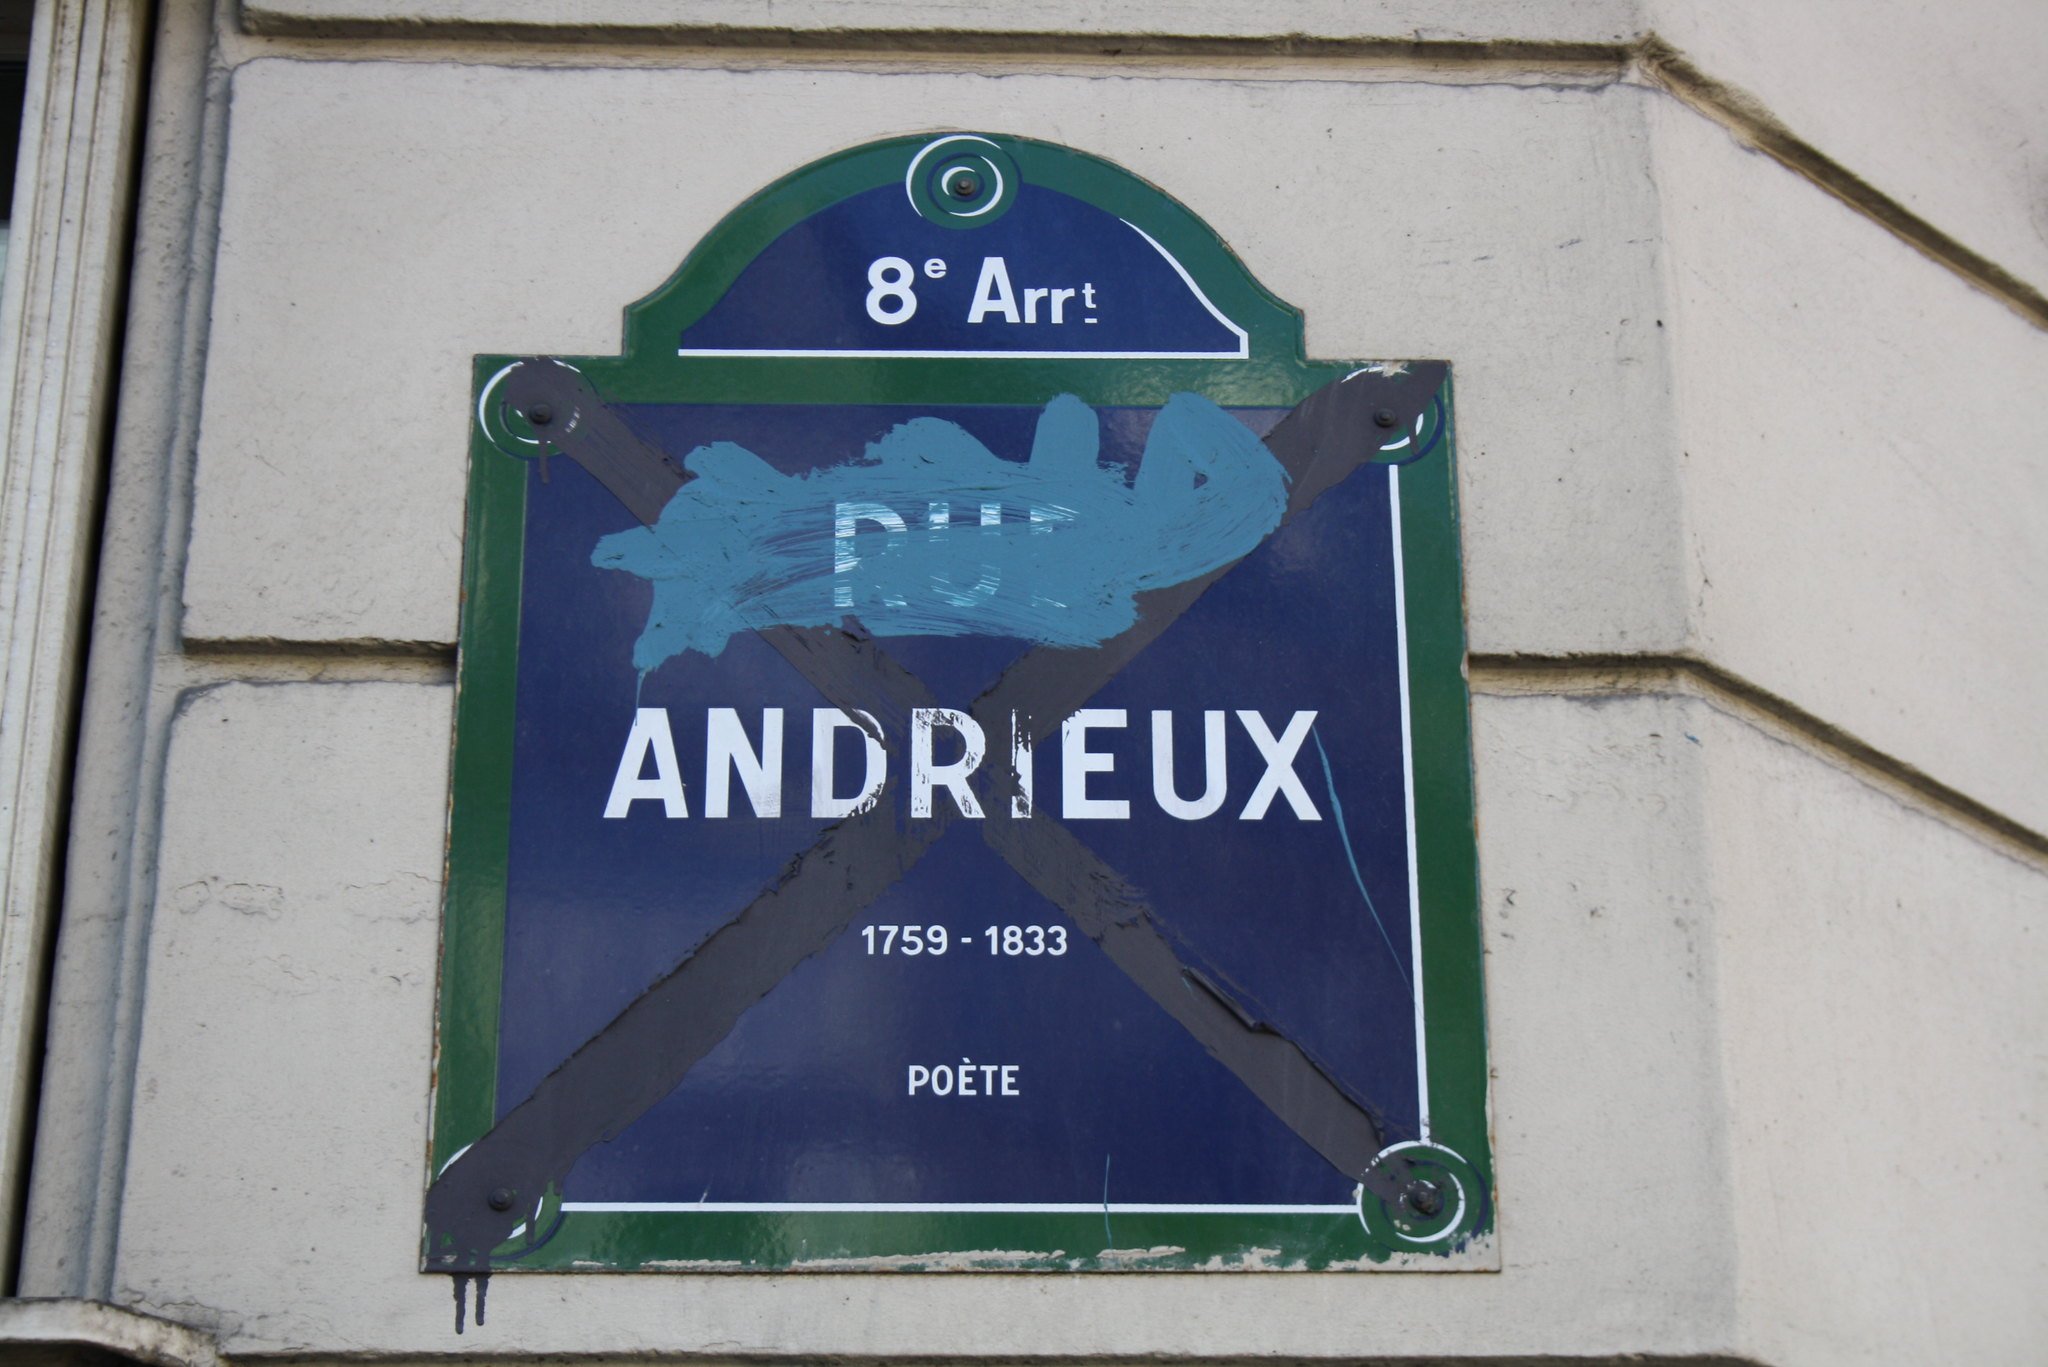 8e Arrt
RUE
ANDRIEUX
1759 - 1833
POÈTE